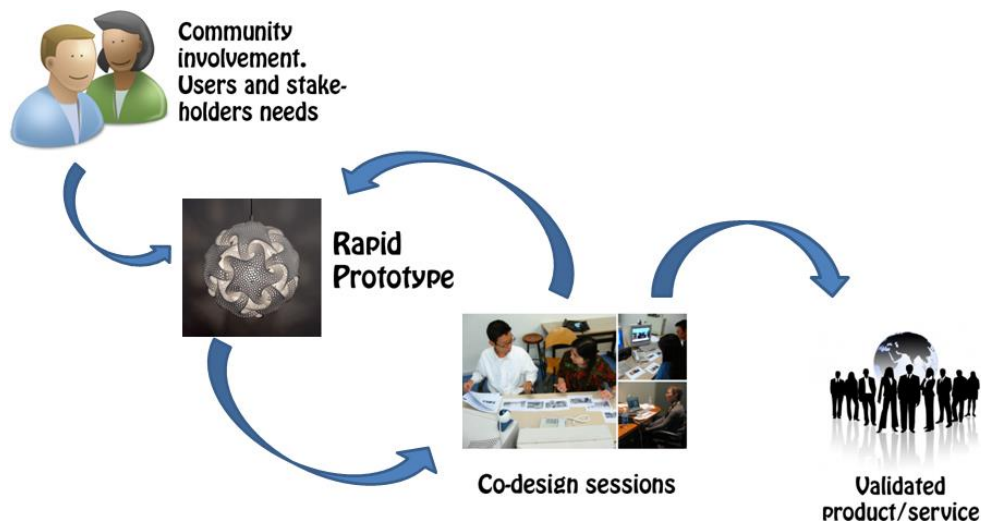 Community
involvement.
Users and stake-
holders needs
Rapid
Prototype
Co-design sessions
Validated
product/service